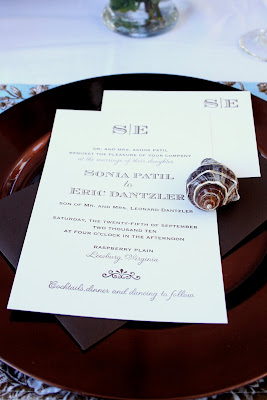 S|E
DR. AND MRS. ASHOK PATIL
REQUEST THE PLEASURE OF YOUR COMPANY
at the marriage of their daughter
SONIA PATIL
to
ERIC DANTZLER
SON OF MR. AND MRS. LEONARD DANTZLER
SATURDAY, THE TWENTY-FIFTH OF SEPTEMBER
TWO THOUSAND TEN
AT FOUR O'CLOCK IN THE AFTERNOON
RASPBERRY PLAIN
Leesburg, Virginia
Cocktails, dinner and dancing to follow
S|E